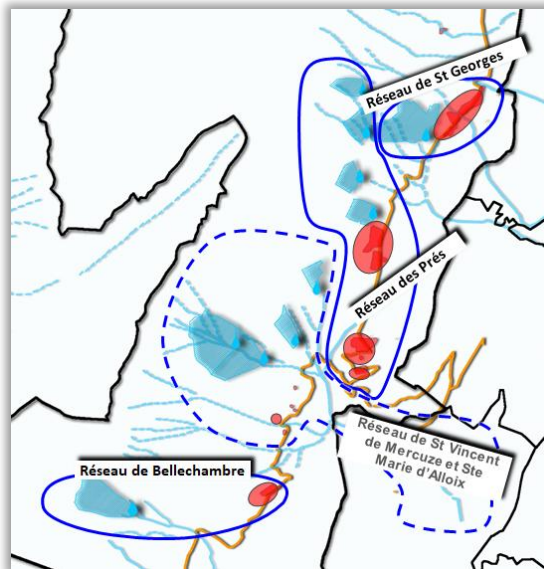 Réseau de St Georges
Réseau des Prés
Réseau de St Vincent
de Mercuze et Ste
Marie d'Alloix
Réseau de Bellechambre